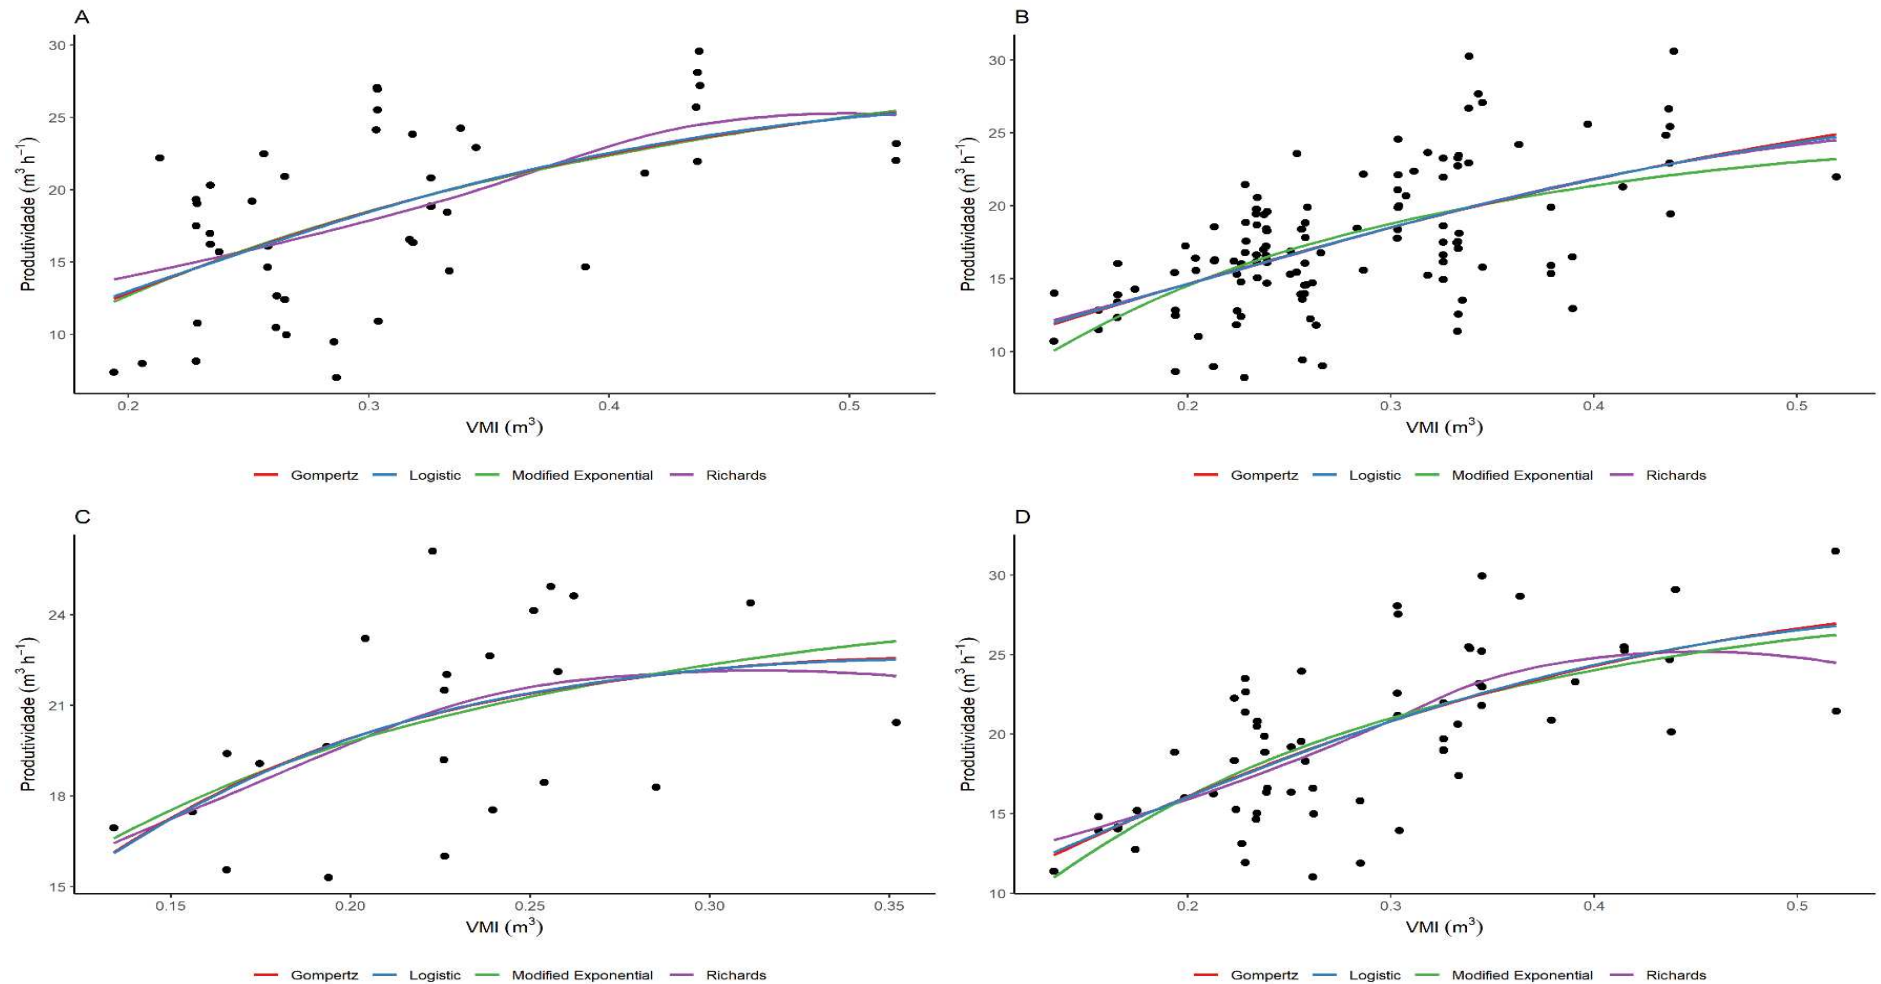 A
30
25
20
15
10
Produtividade (m³ h⁻¹)
0.2 0.3 0.4 0.5
VMI (m³)
Gompertz Logistic Modified Exponential Richards
B
30
25
20
15
10
Produtividade (m³ h⁻¹)
0.2 0.3 0.4 0.5
VMI (m³)
Gompertz Logistic Modified Exponential Richards
C
24
21
18
15
Produtividade (m³ h⁻¹)
0.15 0.20 0.25 0.30 0.35
VMI (m³)
Gompertz Logistic Modified Exponential Richards
D
30
25
20
15
10
Produtividade (m³ h⁻¹)
0.2 0.3 0.4 0.5
VMI (m³)
Gompertz Logistic Modified Exponential Richards